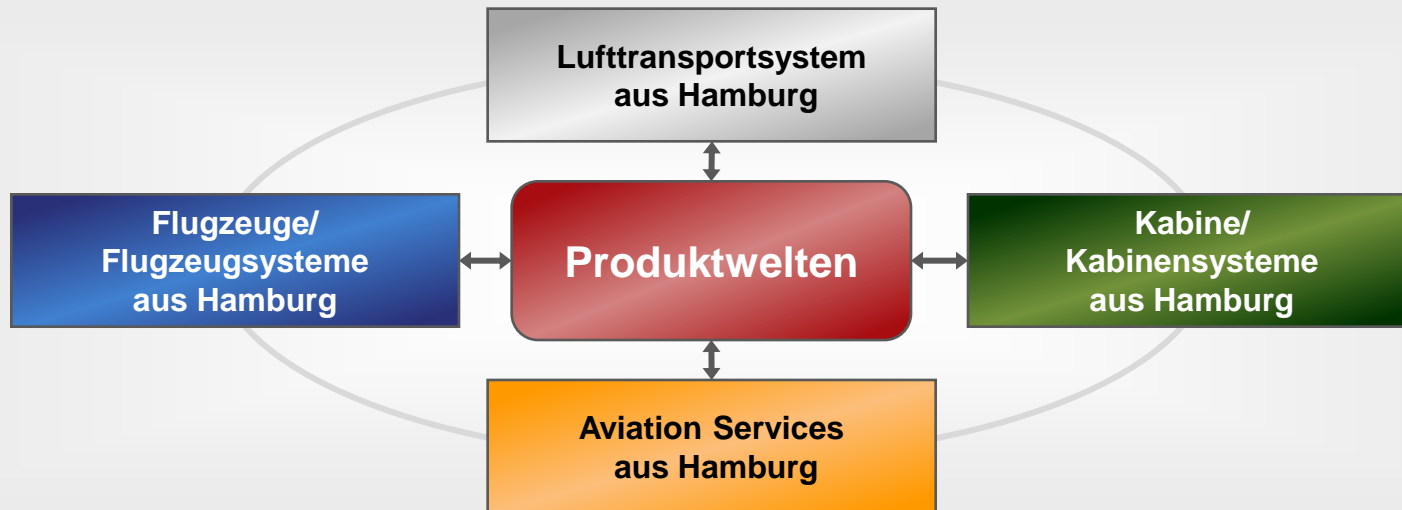 Lufttransportsystem
aus Hamburg
Flugzeuge/
Flugzeugsysteme
aus Hamburg
Produktwelten
Kabine/
Kabinensysteme
aus Hamburg
Aviation Services
aus Hamburg